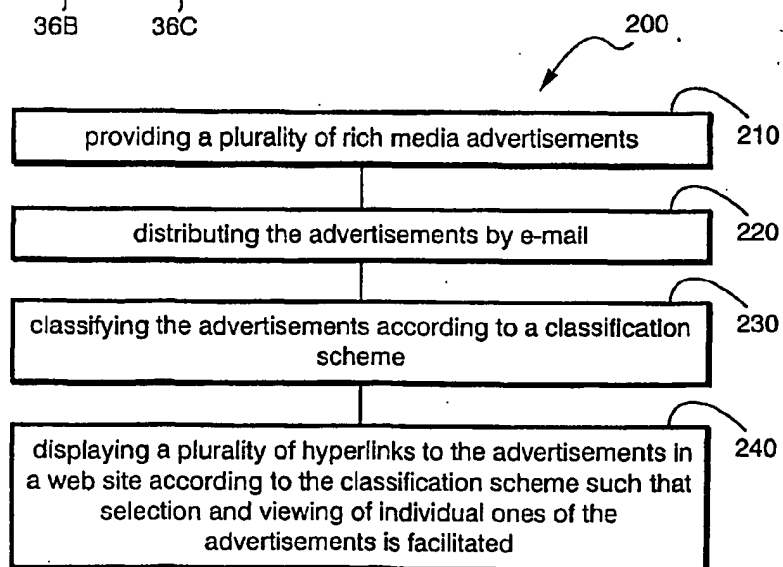 36B 36C
200
providing a plurality of rich media advertisements 210
distributing the advertisements by e-mail 220
classifying the advertisements according to a classification 230
scheme
displaying a plurality of hyperlinks to the advertisements in 240
a web site according to the classification scheme such that
selection and viewing of individual ones of the
advertisements is facilitated